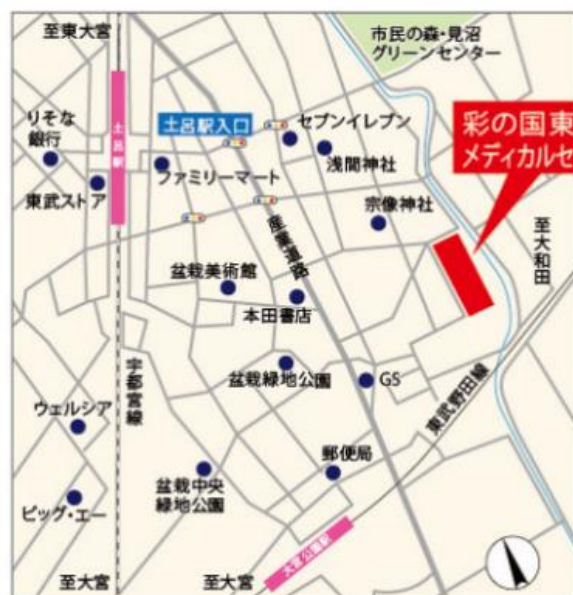 至東大宮
市民の森・見沼
グリーンセンター
りそな
銀行
土呂駅
土呂駅入口
セブンイレブン
彩の国東
メディカルセ
浅間神社
ファミリーマート
東武ストア
宗像神社
産業道路
至大和田
盆栽美術館
本田書店
宇都宮線
盆栽緑地公園
GS
東武野田線
ウェルシア
郵便局
盆栽中央
緑地公園
ビッグ・エー
大宮公園駅
至大宮
至大宮